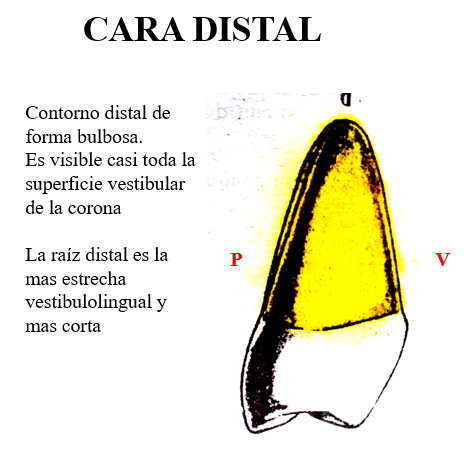 CARA DISTAL
D
Contorno distal de
forma bulbosa.
Es visible casi toda la
superficie vestibular
de la corona
La raíz distal es la
mas estrecha
vestibulolingual y
mas corta
P
V